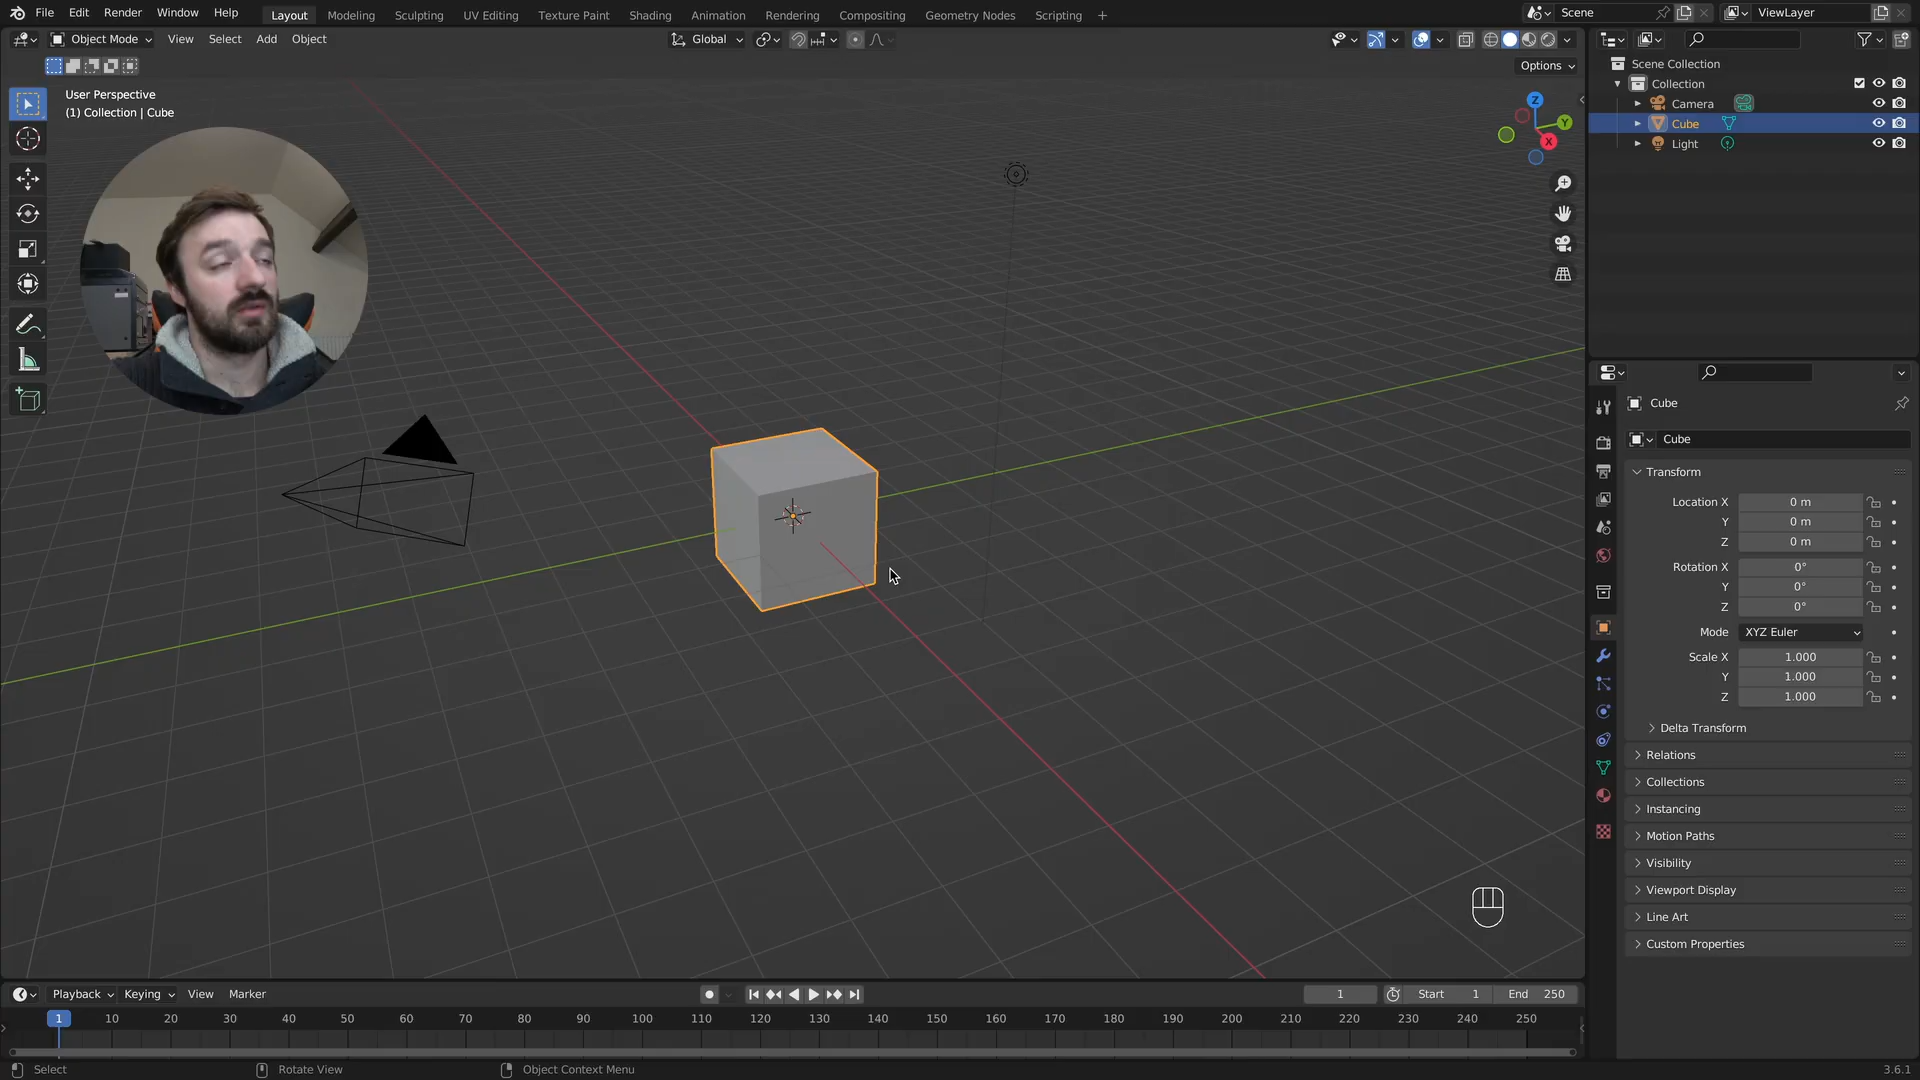 File Edit Render Window Help Layout Modeling Sculpting UV Editing Texture Paint Shading Animation Rendering Compositing Geometry Nodes Scripting + Scene ViewLayer
Object Mode View Select Add Object Global
Options
User Perspective
(1) Collection | Cube
Z
Y
X
Scene Collection
Collection
Camera
Cube
Light
Cube
Cube
Transform
Location X 0 m
Y 0 m
Z 0 m
Rotation X 0°
Y 0°
Z 0°
Mode XYZ Euler
Scale X 1.000
Y 1.000
Z 1.000
Delta Transform
Relations
Collections
Instancing
Motion Paths
Visibility
Viewport Display
Line Art
Custom Properties
Playback Keying View Marker 1 Start 1 End 250
1 10 20 30 40 50 60 70 80 90 100 110 120 130 140 150 160 170 180 190 200 210 220 230 240 250
Select Rotate View Object Context Menu 3.6.1